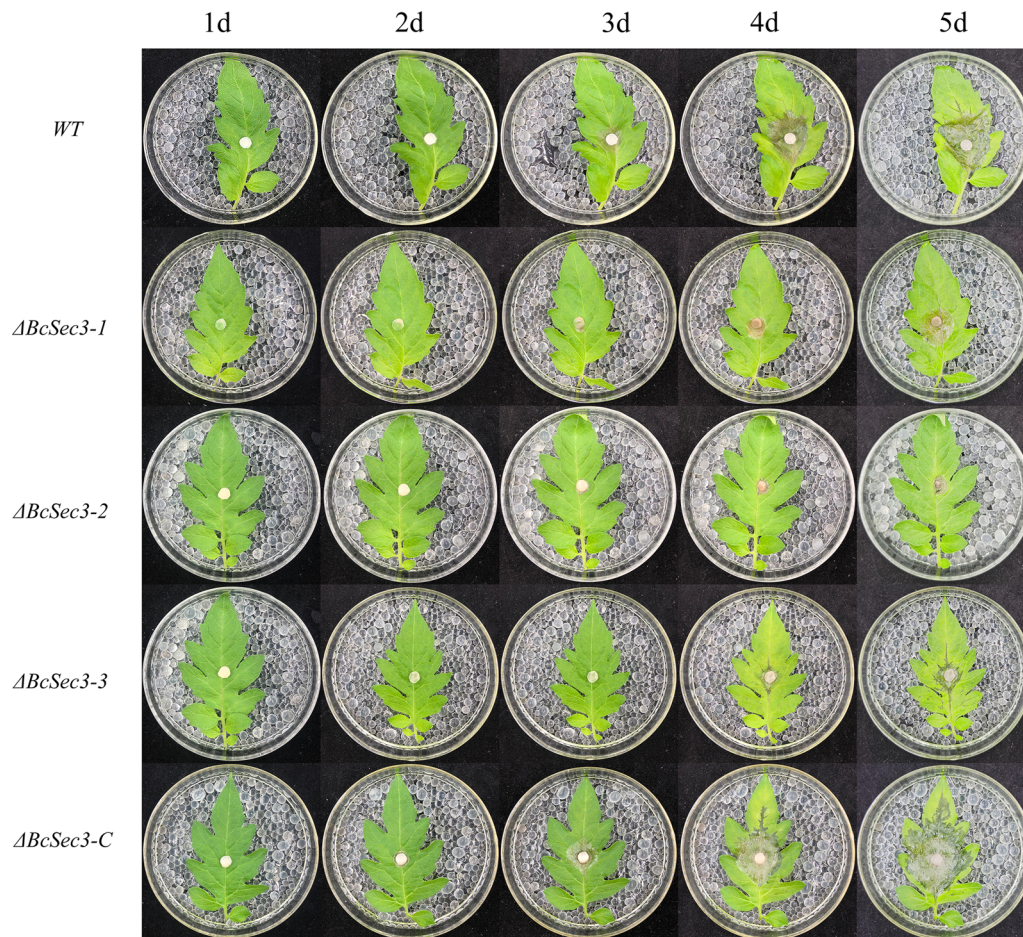 1d 2d 3d 4d 5d
WT
ΔBcSec3-1
ΔBcSec3-2
ΔBcSec3-3
ΔBcSec3-C